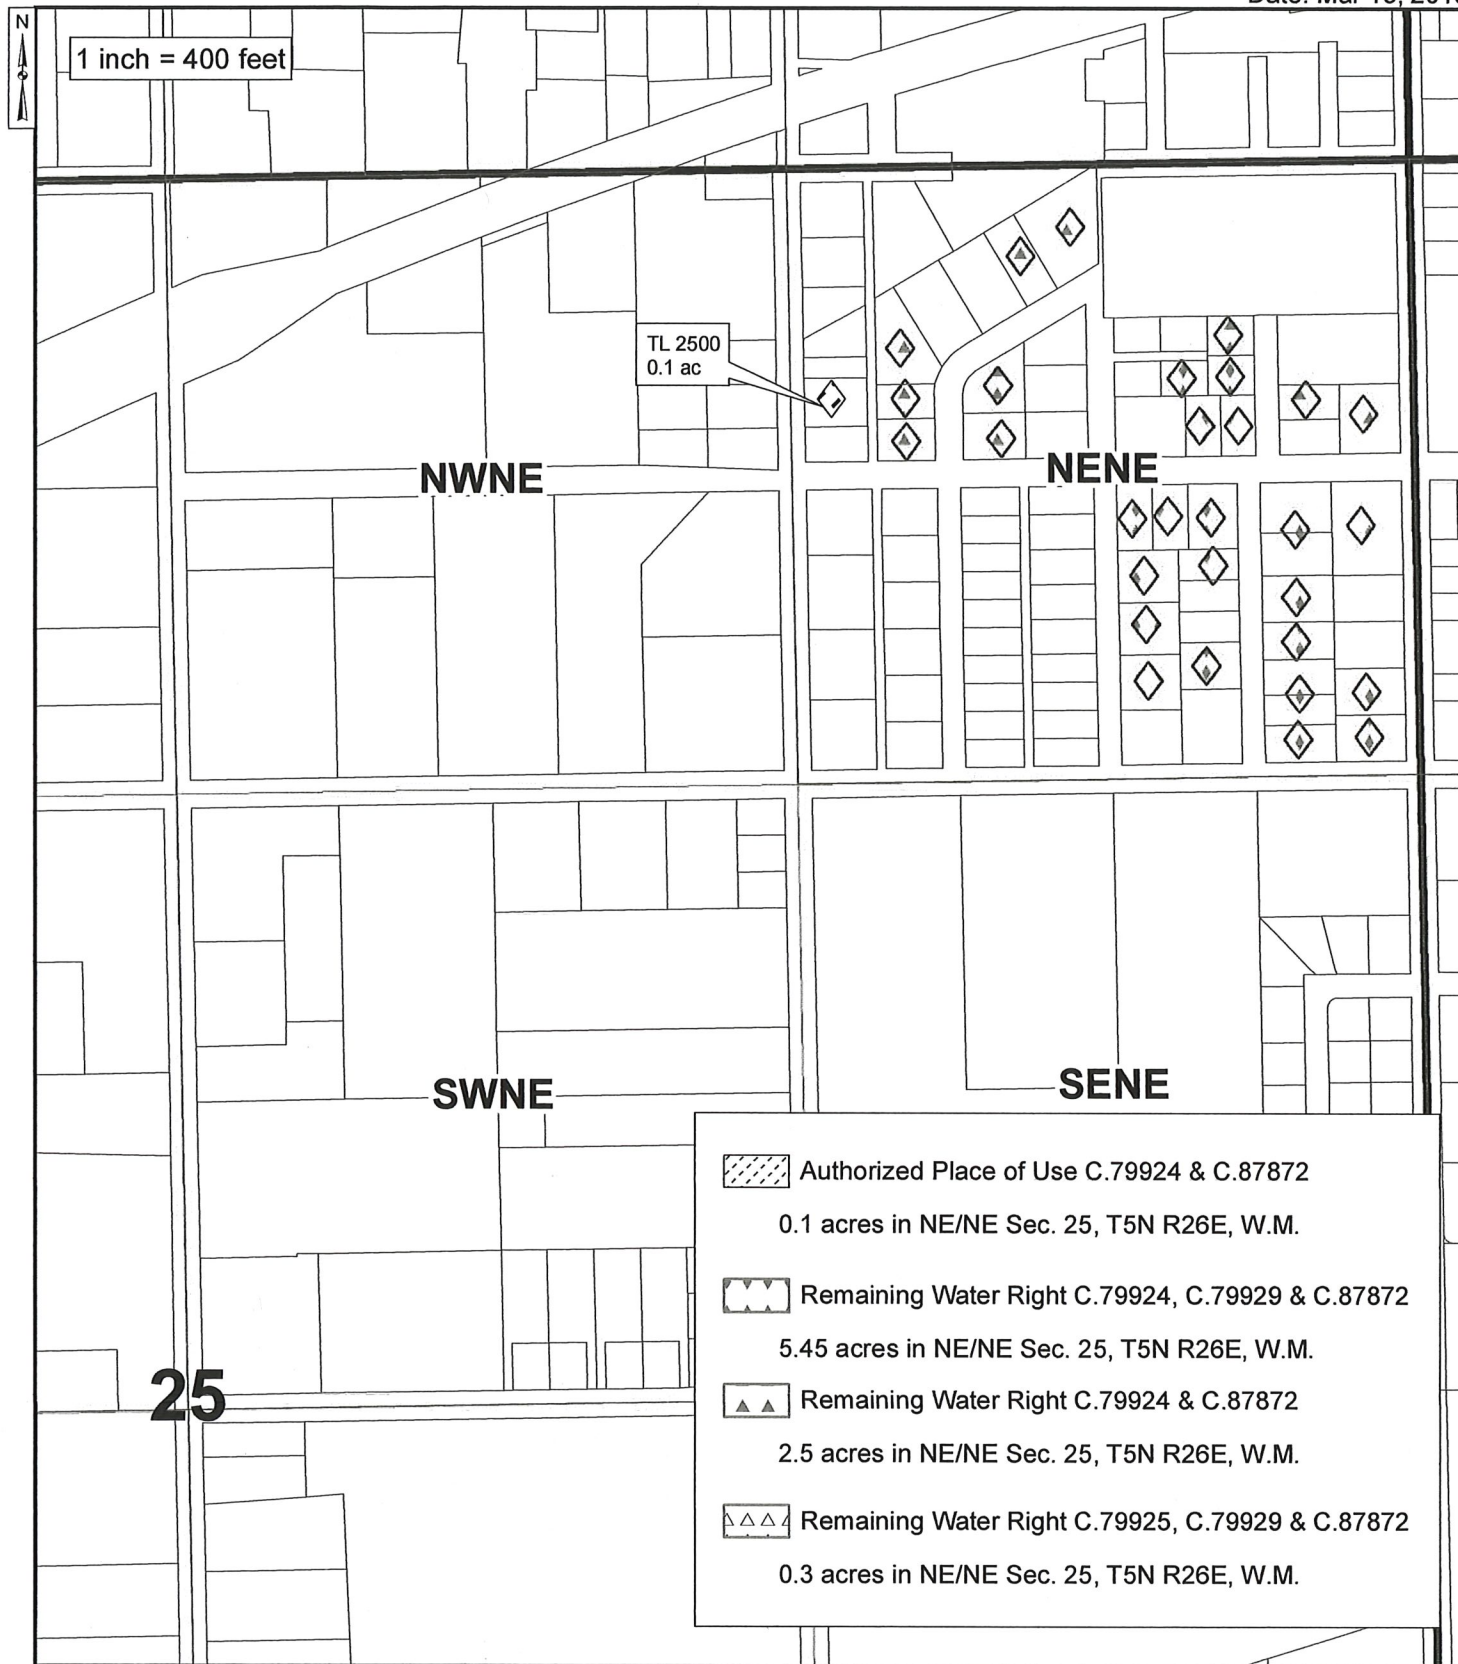 N
1 inch = 400 feet
TL 2500
0.1 ac
NWNE
NENE
SWNE
SENE
25
Authorized Place of Use C.79924 & C.87872
0.1 acres in NE/NE Sec. 25, T5N R26E, W.M.
Remaining Water Right C.79924, C.79929 & C.87872
5.45 acres in NE/NE Sec. 25, T5N R26E, W.M.
Remaining Water Right C.79924 & C.87872
2.5 acres in NE/NE Sec. 25, T5N R26E, W.M.
Remaining Water Right C.79925, C.79929 & C.87872
0.3 acres in NE/NE Sec. 25, T5N R26E, W.M.